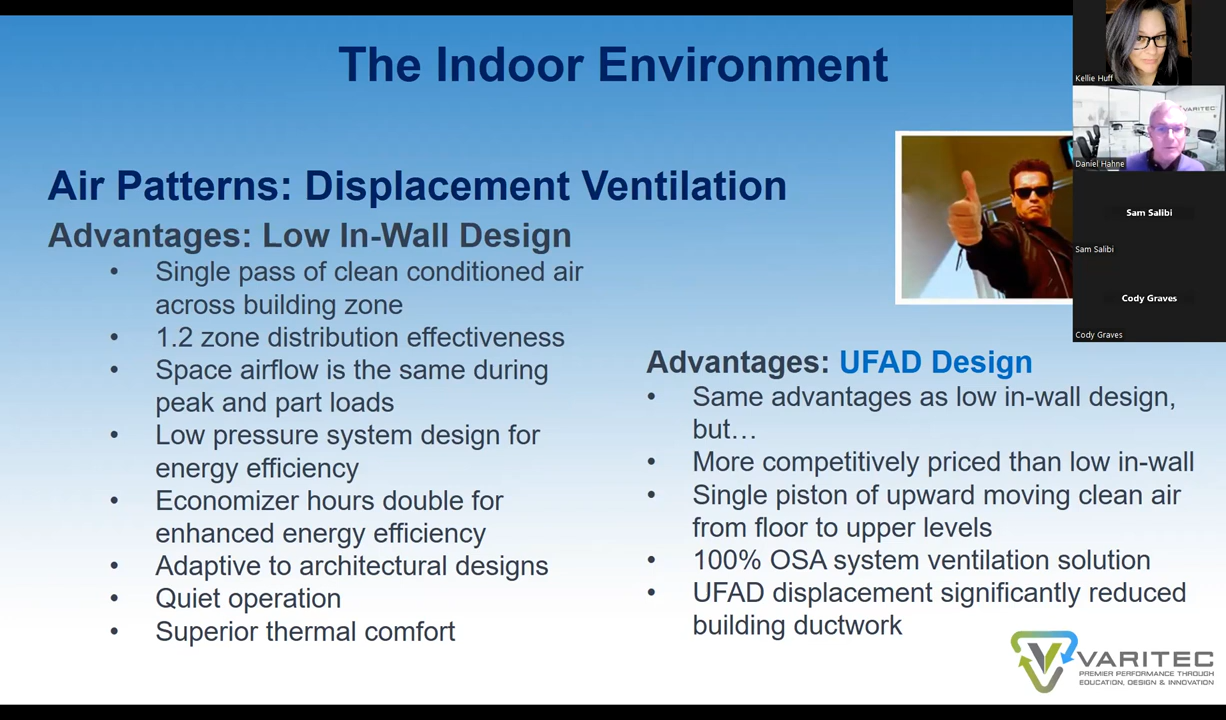 The Indoor Environment
Air Patterns: Displacement Ventilation
Advantages: Low In-Wall Design
• Single pass of clean conditioned air
across building zone
• 1.2 zone distribution effectiveness
• Space airflow is the same during
peak and part loads
• Low pressure system design for
energy efficiency
• Economizer hours double for
enhanced energy efficiency
• Adaptive to architectural designs
• Quiet operation
• Superior thermal comfort
Advantages: UFAD Design
• Same advantages as low in-wall design,
but…
• More competitively priced than low in-wall
• Single piston of upward moving clean air
from floor to upper levels
• 100% OSA system ventilation solution
• UFAD displacement significantly reduced
building ductwork
VARITEC
PREMIER PERFORMANCE THROUGH
EDUCATION, DESIGN & INNOVATION
Kellie Huff
VARITEC
Daniel Hahne
Sam Salibi
Sam Salibi
Cody Graves
Cody Graves